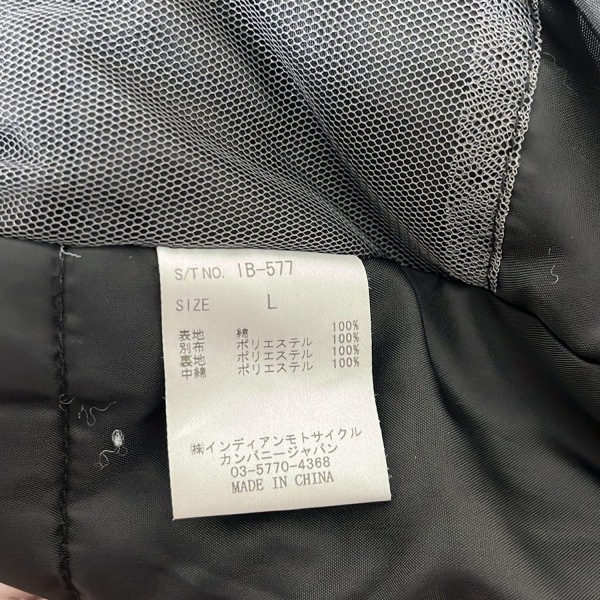 S/T NO. IB-577
SIZE L
表地 綿 100%
別布 ポリエステル 100%
裏地 ポリエステル 100%
中綿 ポリエステル 100%
㈱インディアンモトサイクル
カンパニージャパン
03-5770-4368
MADE IN CHINA